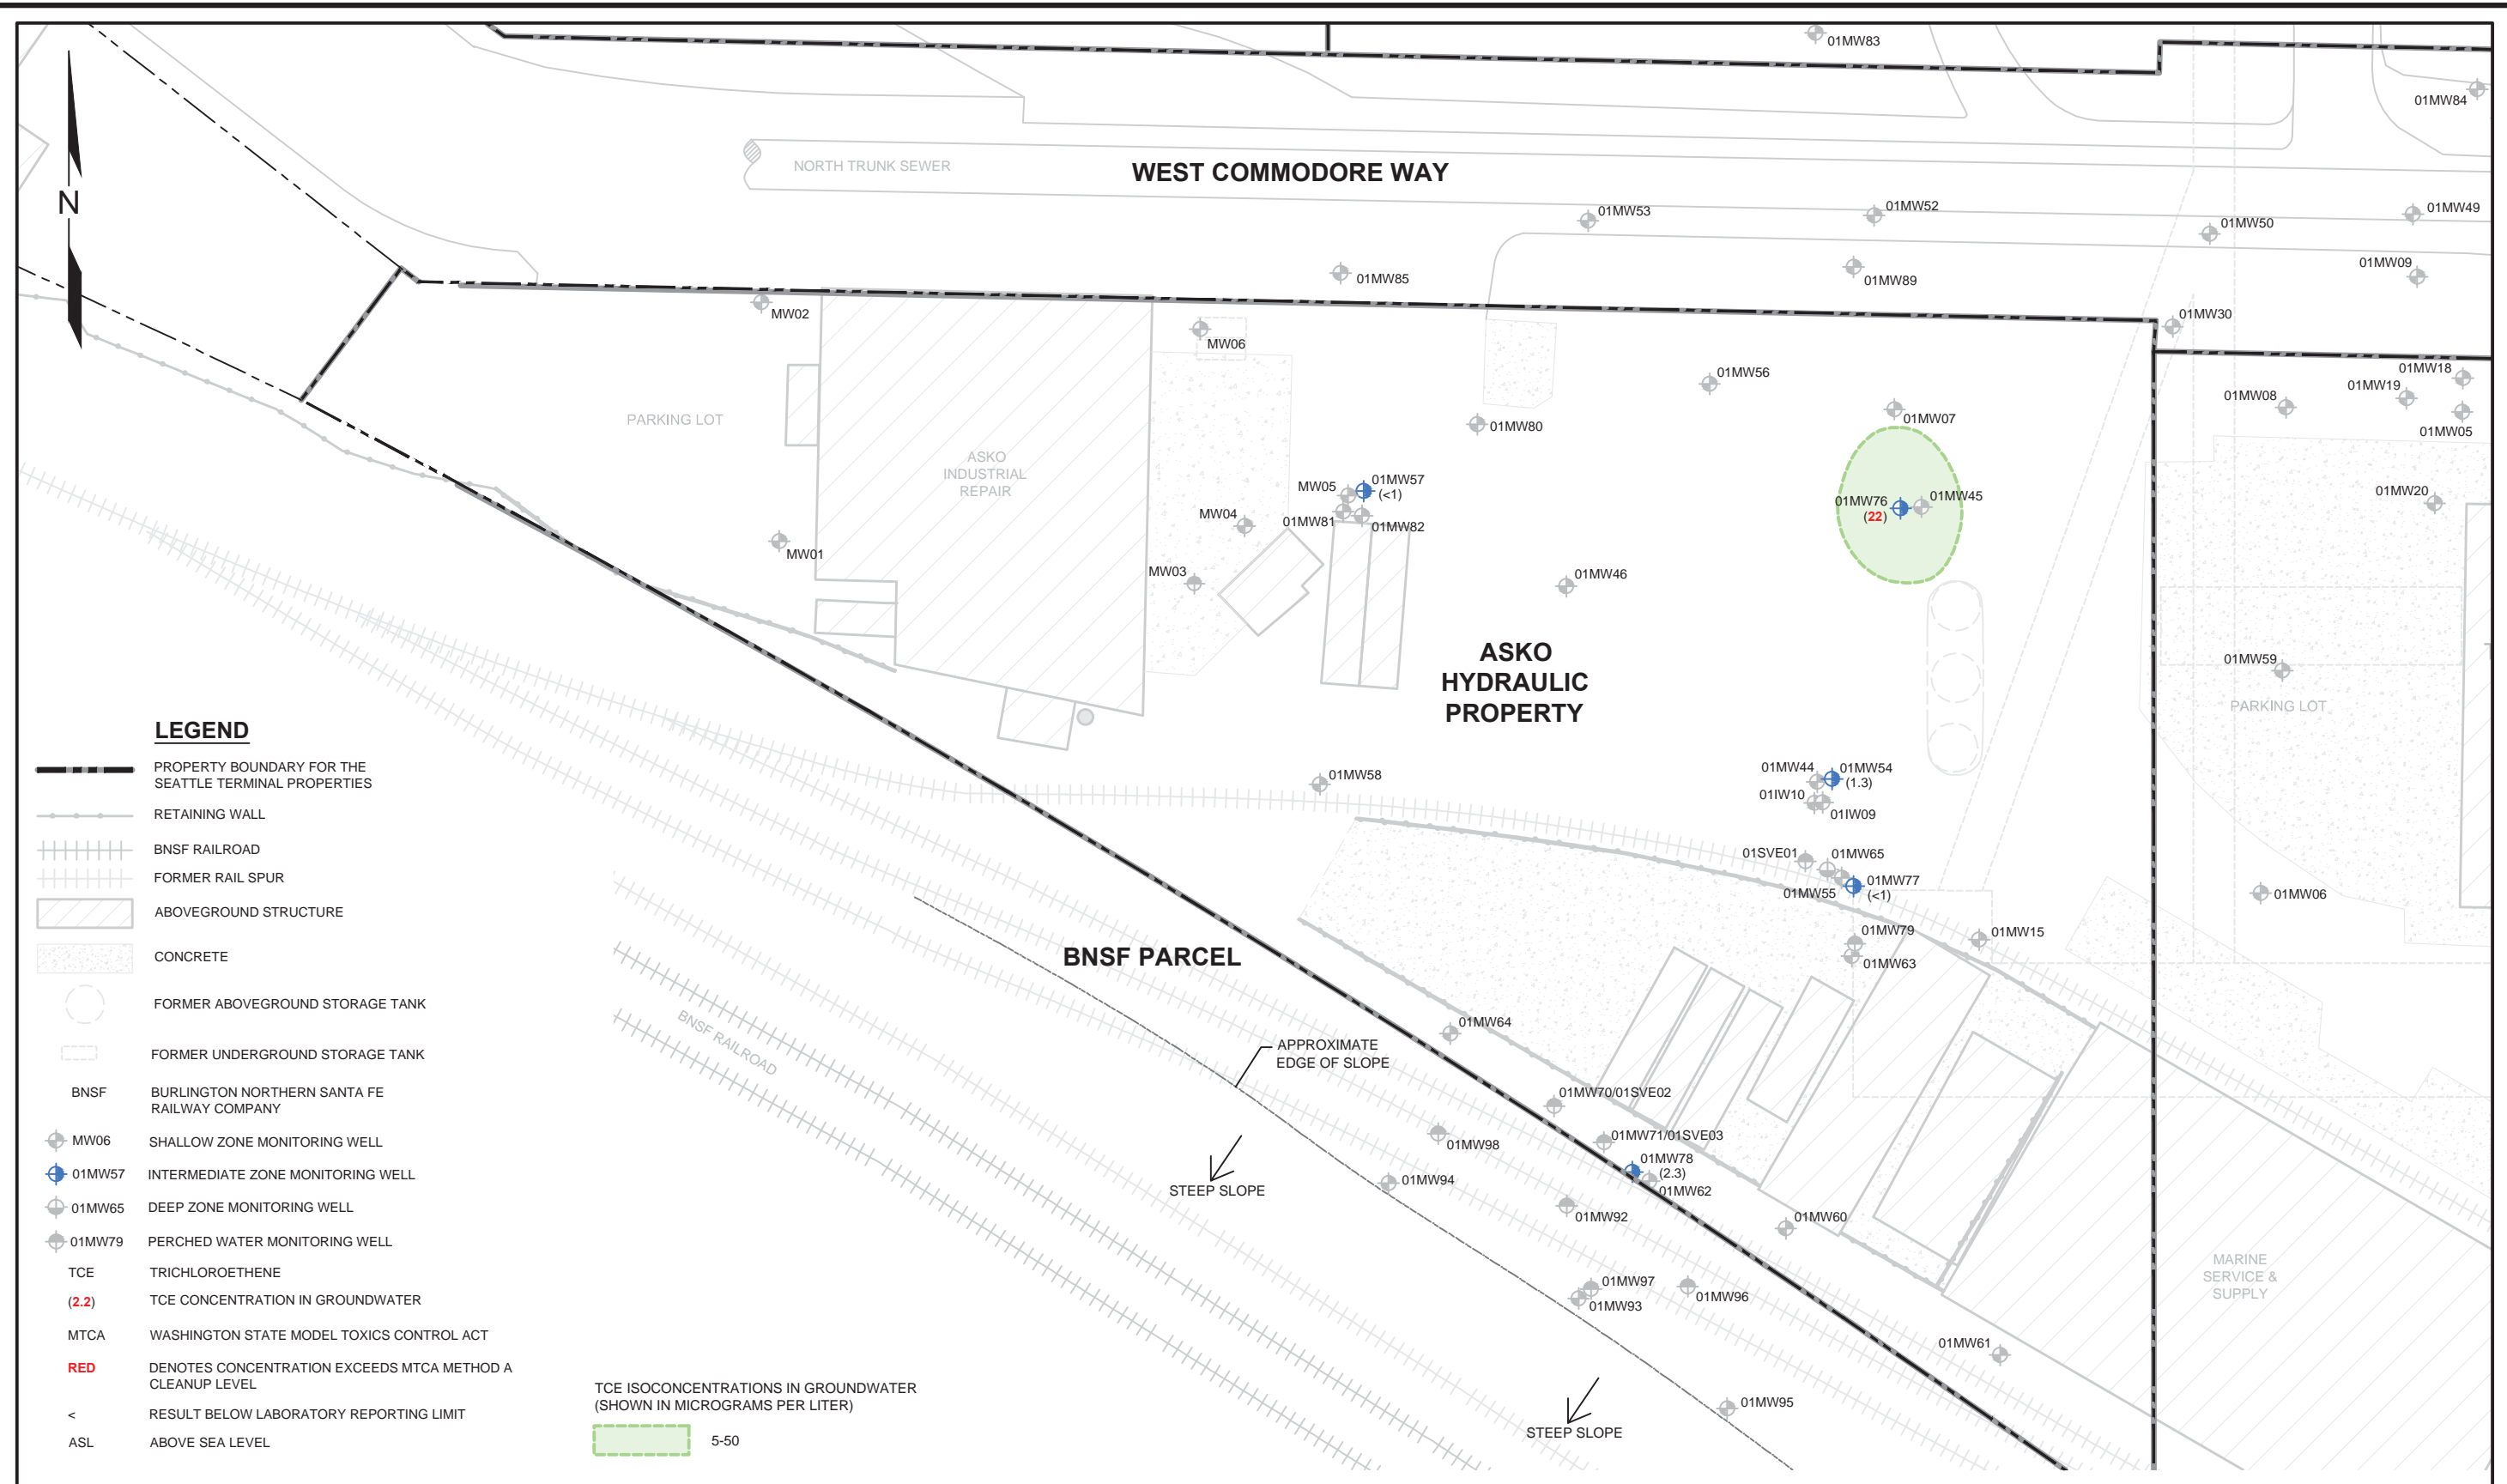 01MW83
01MW84
NORTH TRUNK SEWER
WEST COMMODORE WAY
N
01MW53
01MW52
01MW50
01MW49
01MW85
01MW89
01MW09
MW02
MW06
01MW30
01MW56
01MW18
01MW19
01MW08
01MW05
PARKING LOT
01MW80
01MW07
ASKO
INDUSTRIAL
REPAIR
MW05
01MW57
(<1)
01MW76
(22)
01MW45
01MW20
MW04
01MW81
01MW82
MW01
MW03
01MW46
ASKO
HYDRAULIC
PROPERTY
01MW59
PARKING LOT
01MW58
01MW44
01MW54
(1.3)
01IW10
01IW09
01SVE01
01MW65
01MW55
01MW77
(<1)
01MW06
01MW79
01MW15
01MW63
BNSF PARCEL
BNSF RAILROAD
01MW64
APPROXIMATE
EDGE OF SLOPE
01MW70/01SVE02
01MW98
01MW71/01SVE03
01MW78
(2.3)
01MW62
STEEP SLOPE
01MW94
01MW92
01MW60
01MW97
01MW93
01MW96
MARINE
SERVICE &
SUPPLY
01MW61
01MW95
STEEP SLOPE
LEGEND
PROPERTY BOUNDARY FOR THE
SEATTLE TERMINAL PROPERTIES
RETAINING WALL
BNSF RAILROAD
FORMER RAIL SPUR
ABOVEGROUND STRUCTURE
CONCRETE
FORMER ABOVEGROUND STORAGE TANK
FORMER UNDERGROUND STORAGE TANK
BNSF BURLINGTON NORTHERN SANTA FE
RAILWAY COMPANY
MW06 SHALLOW ZONE MONITORING WELL
01MW57 INTERMEDIATE ZONE MONITORING WELL
01MW65 DEEP ZONE MONITORING WELL
01MW79 PERCHED WATER MONITORING WELL
TCE TRICHLOROETHENE
(2.2) TCE CONCENTRATION IN GROUNDWATER
MTCA WASHINGTON STATE MODEL TOXICS CONTROL ACT
RED DENOTES CONCENTRATION EXCEEDS MTCA METHOD A
CLEANUP LEVEL
< RESULT BELOW LABORATORY REPORTING LIMIT
ASL ABOVE SEA LEVEL
TCE ISOCONCENTRATIONS IN GROUNDWATER
(SHOWN IN MICROGRAMS PER LITER)
5-50